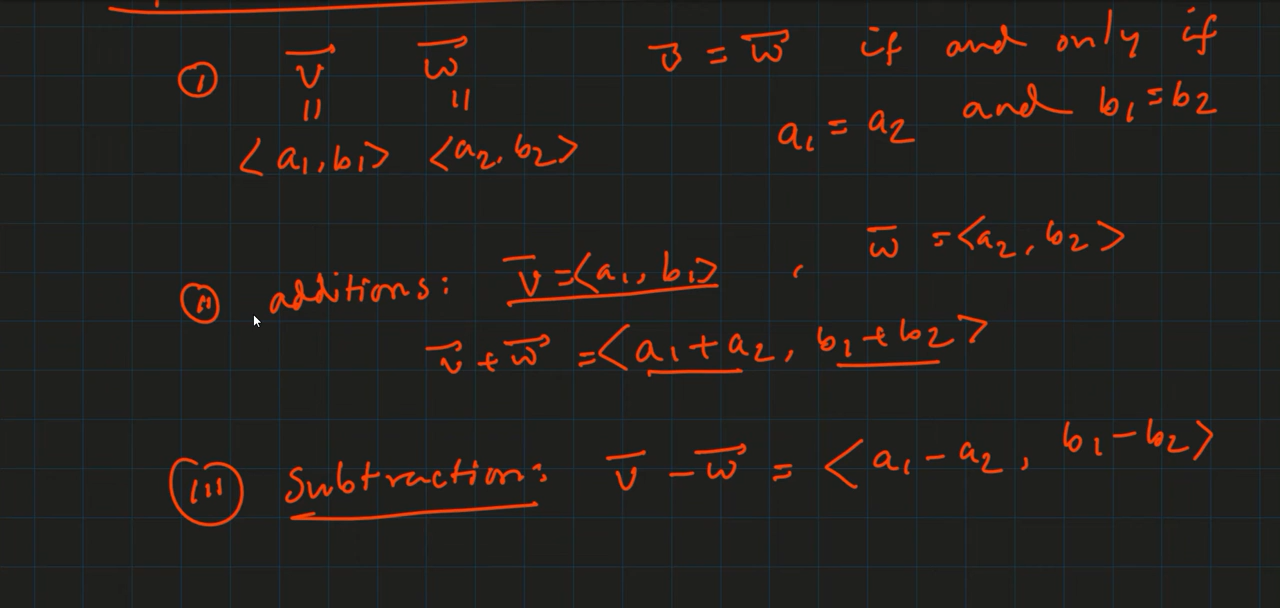 ① v⃗ w⃗ v⃗ = w⃗ if and only if
|| ||
<a₁, b₁> <a₂, b₂> a₁ = a₂ and b₁ = b₂
② additions: v̅ = <a₁, b₁> , w̅ = <a₂, b₂>
v⃗ + w⃗ = <a₁ + a₂, b₁ + b₂>
(iii) Subtraction: v̅ − w⃗ = <a₁ − a₂, b₁ − b₂>